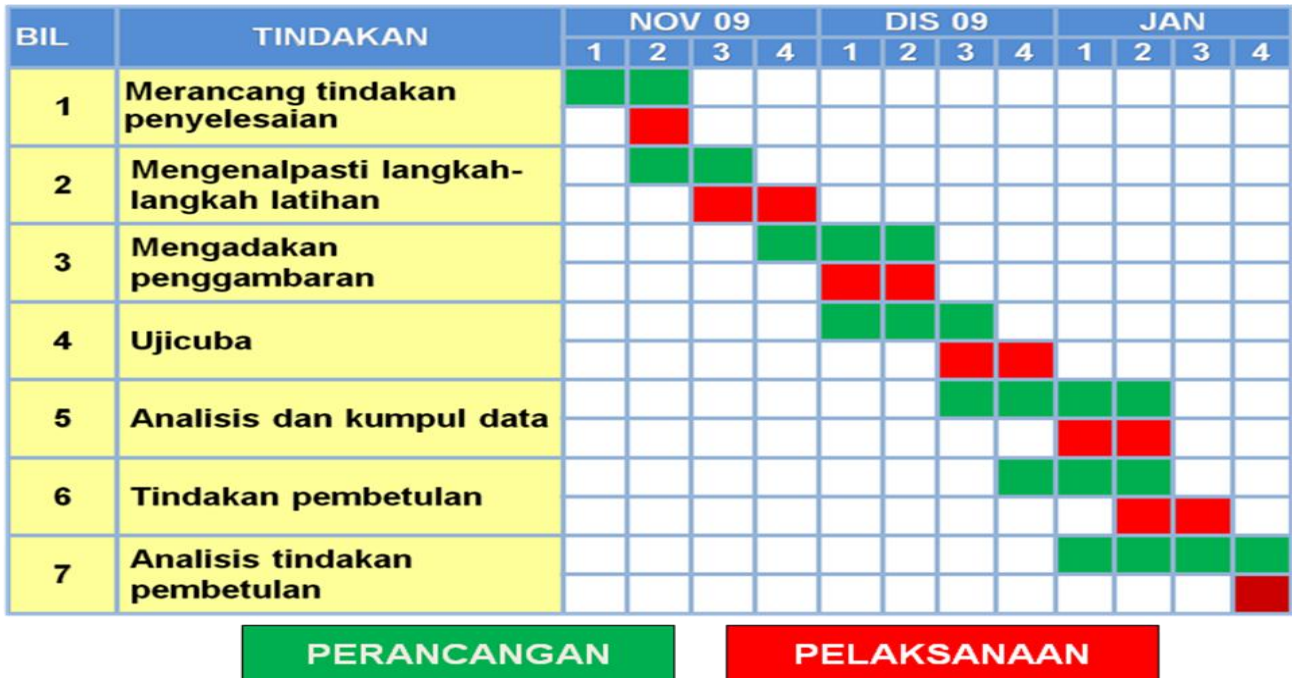 BIL TINDAKAN NOV 09 DIS 09 JAN
1 2 3 4 1 2 3 4 1 2 3 4
1 Merancang tindakan
penyelesaian
2 Mengenalpasti langkah-
langkah latihan
3 Mengadakan
penggambaran
4 Ujicuba
5 Analisis dan kumpul data
6 Tindakan pembetulan
7 Analisis tindakan
pembetulan
PERANCANGAN PELAKSANAAN